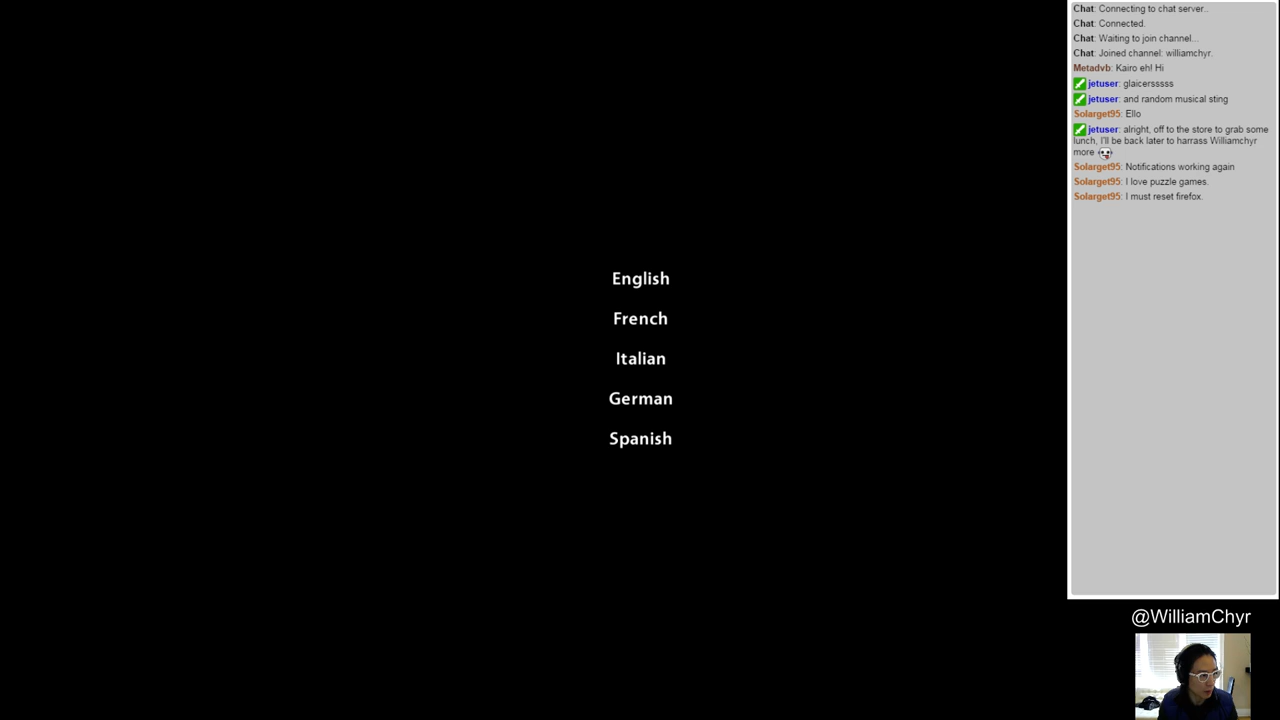 English
French
Italian
German
Spanish
Chat: Connecting to chat server..
Chat: Connected.
Chat: Waiting to join channel...
Chat: Joined channel: williamchyr.
Metadvb: Kairo eh! Hi
jetuser: glaicersssss
jetuser: and random musical sting
Solarget95: Ello
jetuser: alright, off to the store to grab some
lunch, I'll be back later to harrass Williamchyr
more
Solarget95: Notifications working again
Solarget95: I love puzzle games.
Solarget95: I must reset firefox.
@WilliamChyr